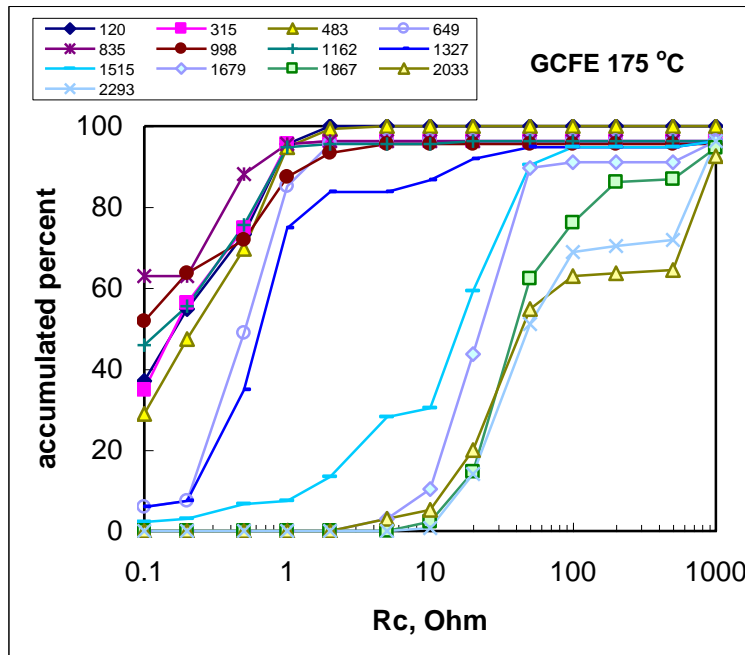 120 315 483 649
835 998 1162 1327
1515 1679 1867 2033
2293
GCFE 175 °C
100
80
60
40
20
0
accumulated percent
0.1 1 10 100 1000
Rc, Ohm